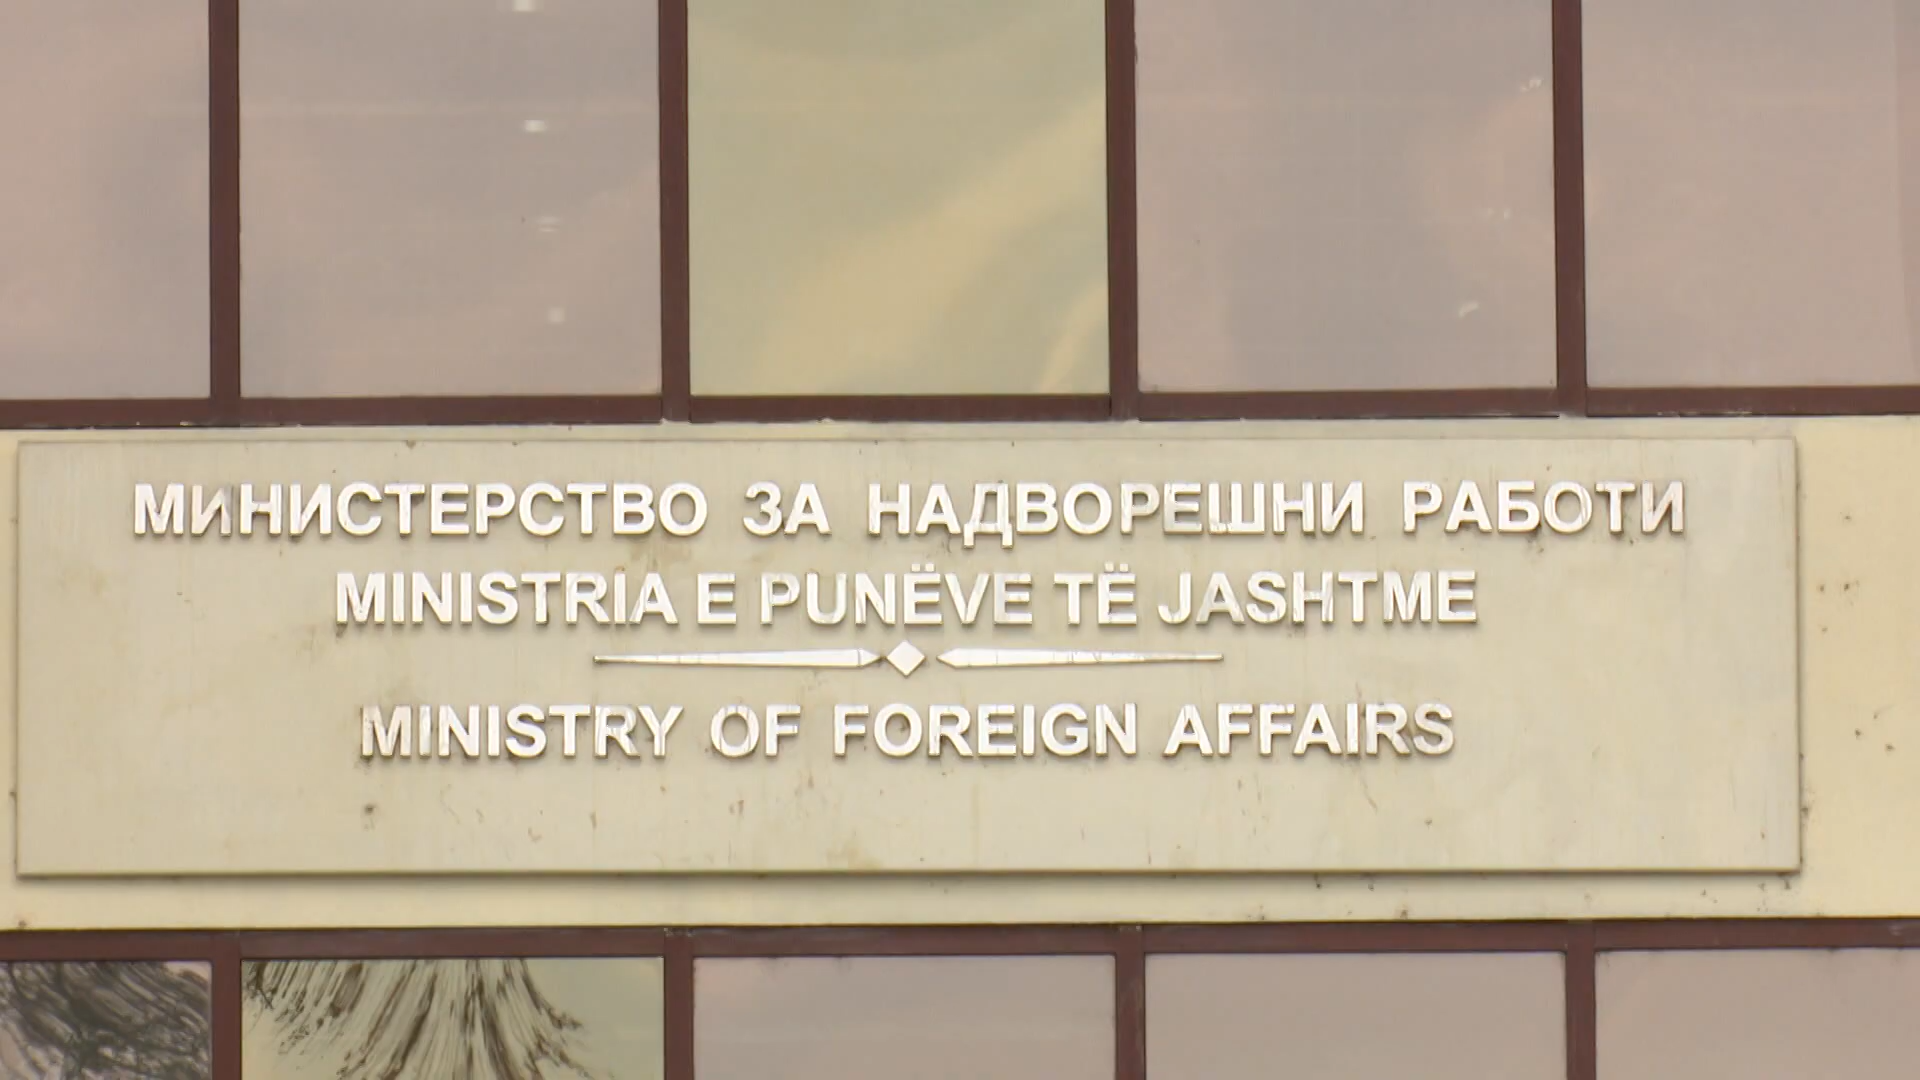 МИНИСТЕРСТВО ЗА НАДВОРЕШНИ РАБОТИ
MINISTRIA E PUNËVE TË JASHTME
MINISTRY OF FOREIGN AFFAIRS